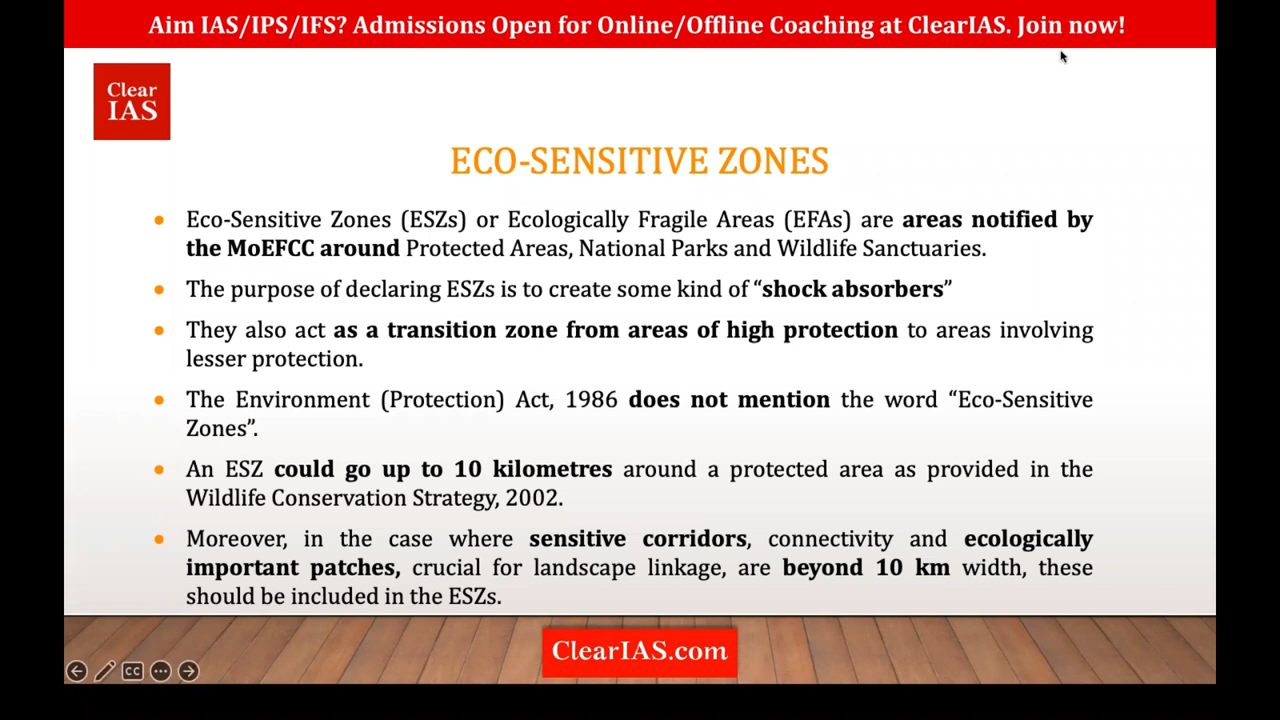 Aim IAS/IPS/IFS? Admissions Open for Online/Offline Coaching at ClearIAS. Join now!
Clear
IAS
ECO-SENSITIVE ZONES
• Eco-Sensitive Zones (ESZs) or Ecologically Fragile Areas (EFAs) are areas notified by
the MoEFCC around Protected Areas, National Parks and Wildlife Sanctuaries.
• The purpose of declaring ESZs is to create some kind of “shock absorbers”
• They also act as a transition zone from areas of high protection to areas involving
lesser protection.
• The Environment (Protection) Act, 1986 does not mention the word “Eco-Sensitive
Zones”.
• An ESZ could go up to 10 kilometres around a protected area as provided in the
Wildlife Conservation Strategy, 2002.
• Moreover, in the case where sensitive corridors, connectivity and ecologically
important patches, crucial for landscape linkage, are beyond 10 km width, these
should be included in the ESZs.
ClearIAS.com
CC